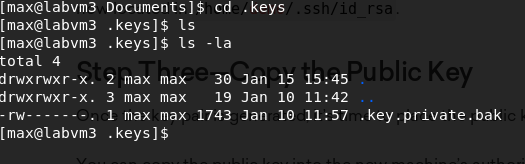 [max@labvm3 Documents]$ cd .keys
[max@labvm3 .keys]$ ls
[max@labvm3 .keys]$ ls -la
total 4
drwxrwxr-x. 2 max max   30 Jan 15 15:45 .
drwxrwxr-x. 3 max max   19 Jan 10 11:42 ..
-rw-------. 1 max max 1743 Jan 10 11:57 key.private.bak
[max@labvm3 .keys]$
.ssh/id_rsa.
Step Three—Copy the Public Key